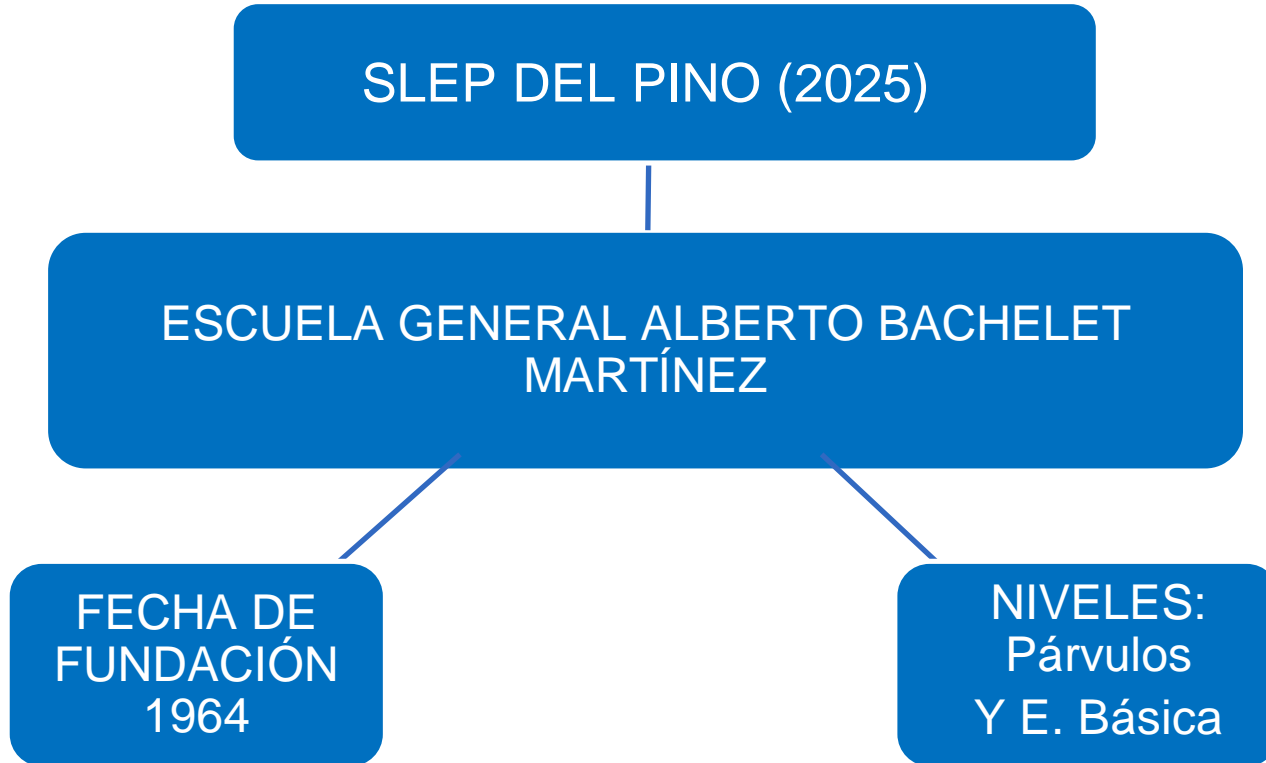 SLEP DEL PINO (2025)
ESCUELA GENERAL ALBERTO BACHELET
MARTÍNEZ
FECHA DE
FUNDACIÓN
1964
NIVELES:
Párvulos
Y E. Básica